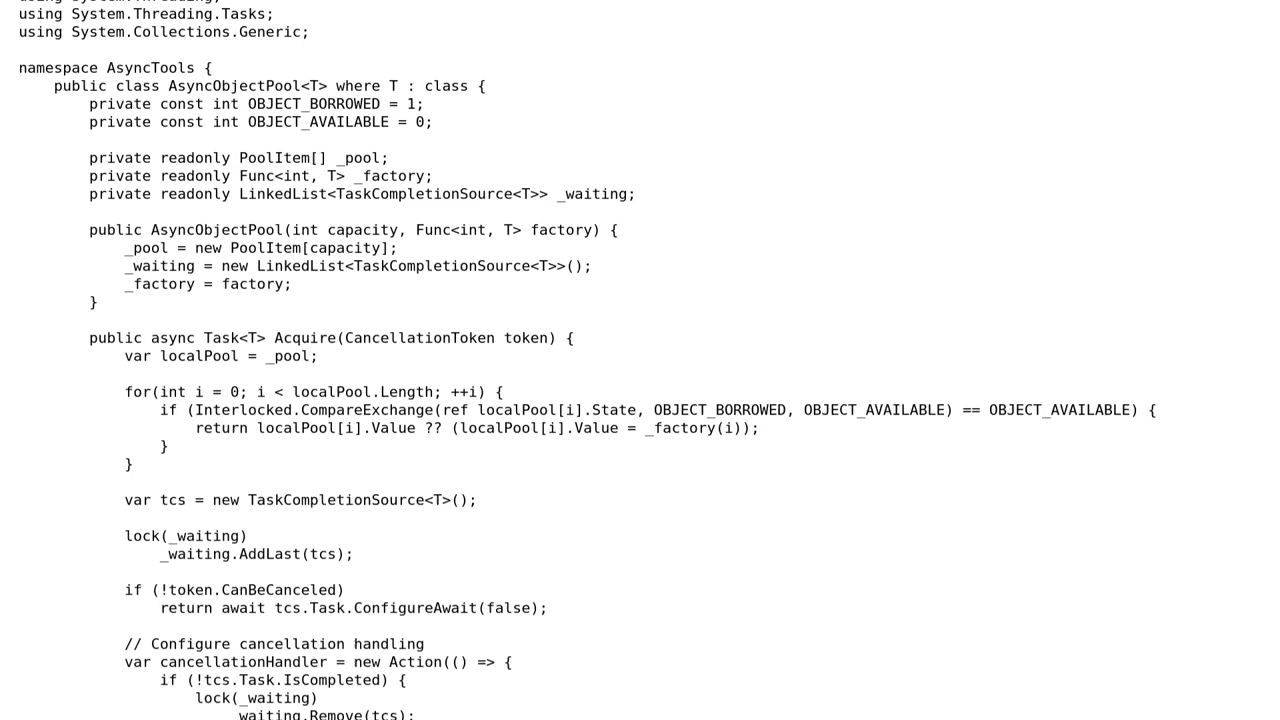 using System.Threading;
using System.Threading.Tasks;
using System.Collections.Generic;

namespace AsyncTools {
    public class AsyncObjectPool<T> where T : class {
        private const int OBJECT_BORROWED = 1;
        private const int OBJECT_AVAILABLE = 0;

        private readonly PoolItem[] _pool;
        private readonly Func<int, T> _factory;
        private readonly LinkedList<TaskCompletionSource<T>> _waiting;

        public AsyncObjectPool(int capacity, Func<int, T> factory) {
            _pool = new PoolItem[capacity];
            _waiting = new LinkedList<TaskCompletionSource<T>>();
            _factory = factory;
        }

        public async Task<T> Acquire(CancellationToken token) {
            var localPool = _pool;

            for(int i = 0; i < localPool.Length; ++i) {
                if (Interlocked.CompareExchange(ref localPool[i].State, OBJECT_BORROWED, OBJECT_AVAILABLE) == OBJECT_AVAILABLE) {
                    return localPool[i].Value ?? (localPool[i].Value = _factory(i));
                }
            }

            var tcs = new TaskCompletionSource<T>();

            lock(_waiting)
                _waiting.AddLast(tcs);

            if (!token.CanBeCanceled)
                return await tcs.Task.ConfigureAwait(false);

            // Configure cancellation handling
            var cancellationHandler = new Action(() => {
                if (!tcs.Task.IsCompleted) {
                    lock(_waiting)
                        _waiting.Remove(tcs);